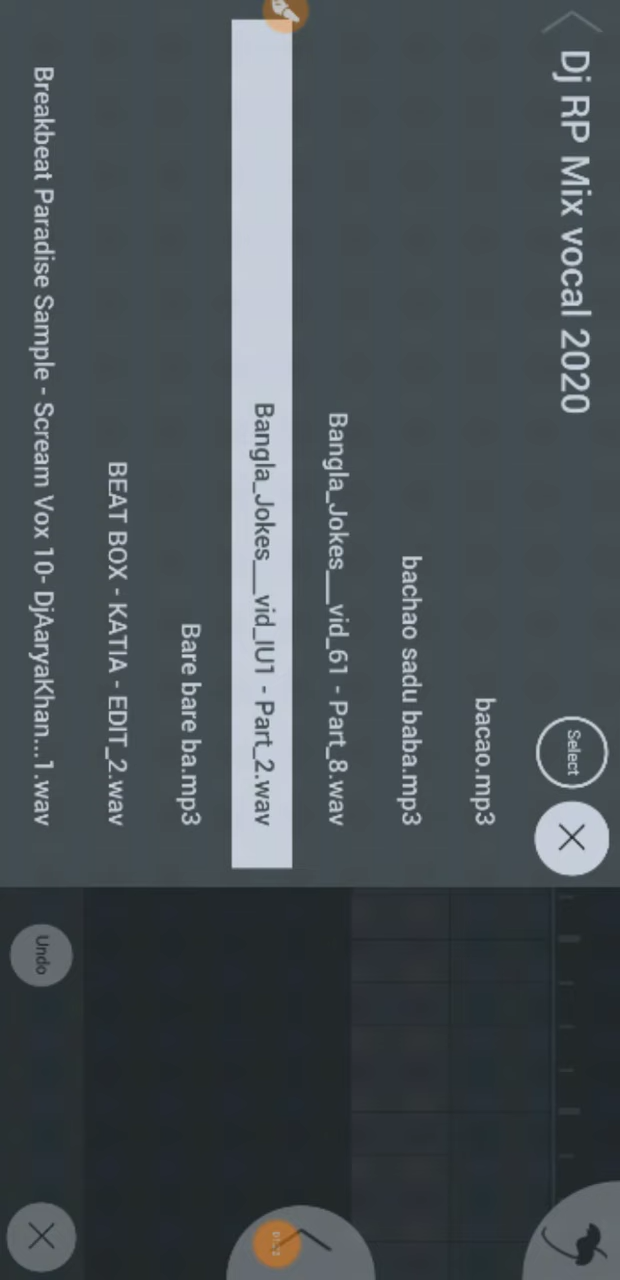 Dj RP Mix vocal 2020
Select
bacao.mp3
bachao sadu baba.mp3
Bangla_Jokes__vid_61 - Part_8.wav
Bangla_Jokes__vid_IU1 - Part_2.wav
Bare bare ba.mp3
BEAT BOX - KATIA - EDIT_2.wav
Breakbeat Paradise Sample - Scream Vox 10- DjAaryaKhan...1.wav
Undo